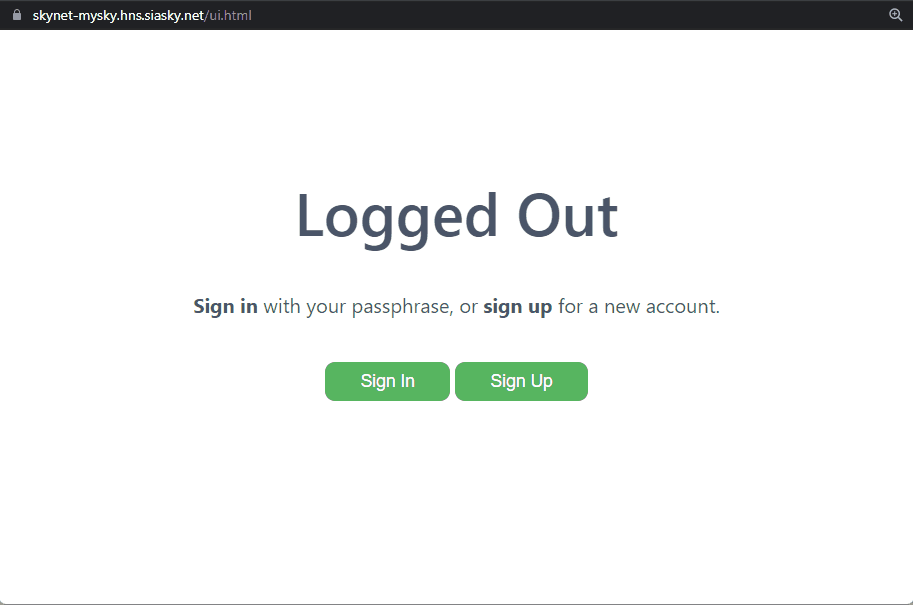 skynet-mysky.hns.siasky.net/ui.html
Logged Out
Sign in with your passphrase, or sign up for a new account.
Sign In Sign Up